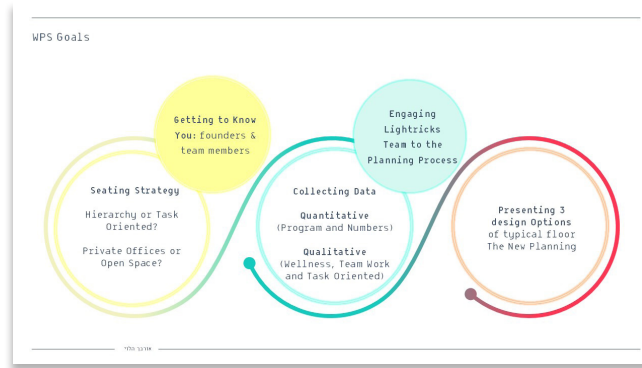 WPS Goals
Getting to Know
You: founders &
team members
Engaging
Lightricks
Team to the
Planning Process
Seating Strategy
Hierarchy or Task
Oriented?
Private Offices or
Open Space?
Collecting Data
Quantitative
(Program and Numbers)
Qualitative
(Wellness, Team Work
and Task Oriented)
Presenting 3
design Options
of typical floor
The New Planning